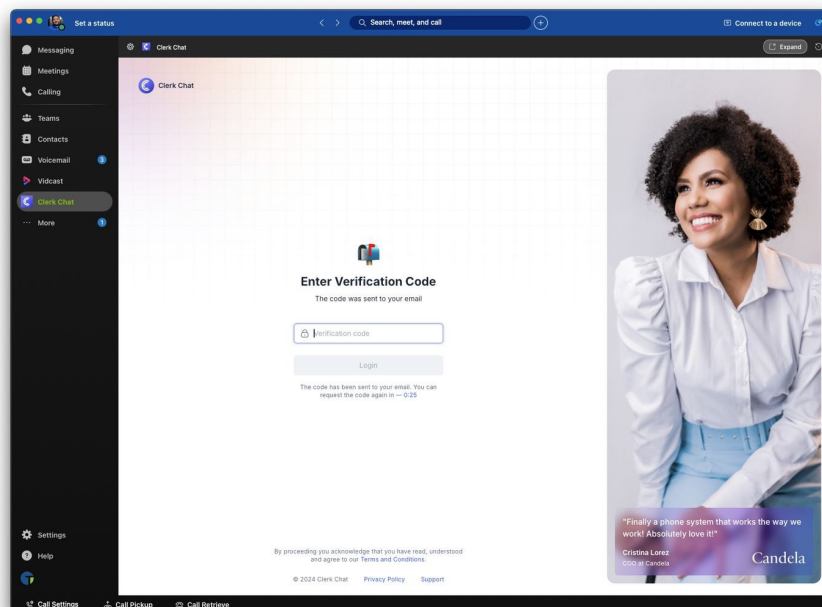 Set a status
Search, meet, and call
Connect to a device
Messaging
Meetings
Calling
Teams
Contacts
Voicemail
3
Vidcast
Clerk Chat
More
1
Settings
Help
Clerk Chat
Expand
Clerk Chat
Enter Verification Code
The code was sent to your email
Verification code
Login
The code has been sent to your email. You can
request the code again in — 0:25
By proceeding you acknowledge that you have read, understood
and agree to our Terms and Conditions.
© 2024 Clerk Chat Privacy Policy Support
"Finally a phone system that works the way we
work! Absolutely love it!"
Cristina Lorez
COO at Candela
Candela
Call Settings Call Pickup Call Retrieve